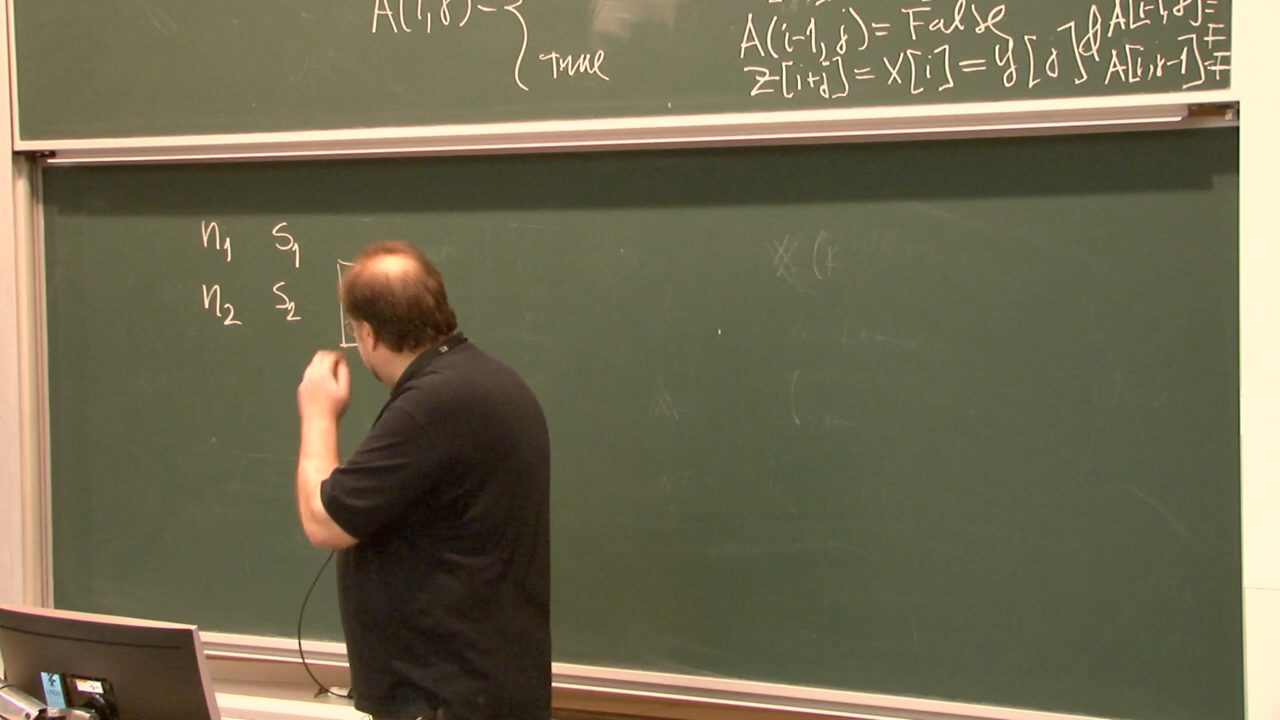 A(i,j) = { true
A(i-1, j) = False
A[i-1,j] = F
Z[i+j] = X[i] = Y[j] & A[i,j-1] = F
n1 s1
n2 s2
X (